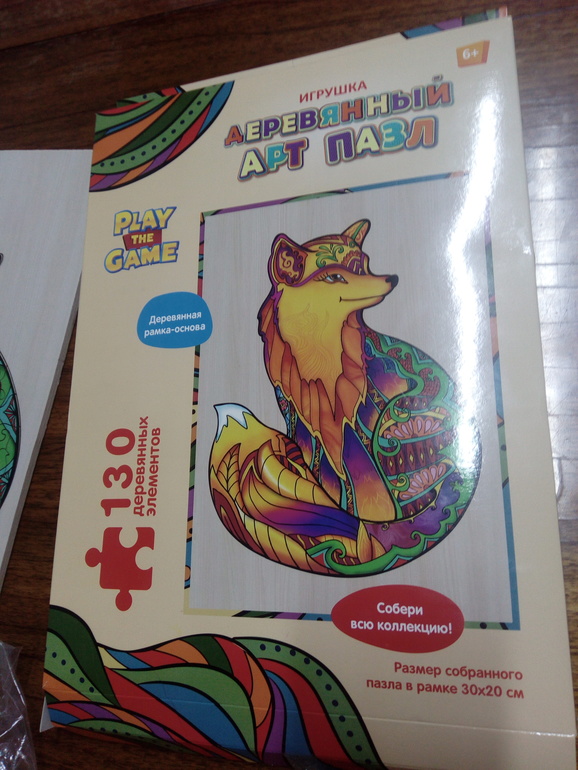 6+
ИГРУШКА
ДЕРЕВЯННЫЙ
АРТ ПАЗЛ
PLAY
THE
GAME
Деревянная
рамка-основа
130
деревянных
элементов
Собери
всю коллекцию!
Размер собранного
пазла в рамке 30х20 см